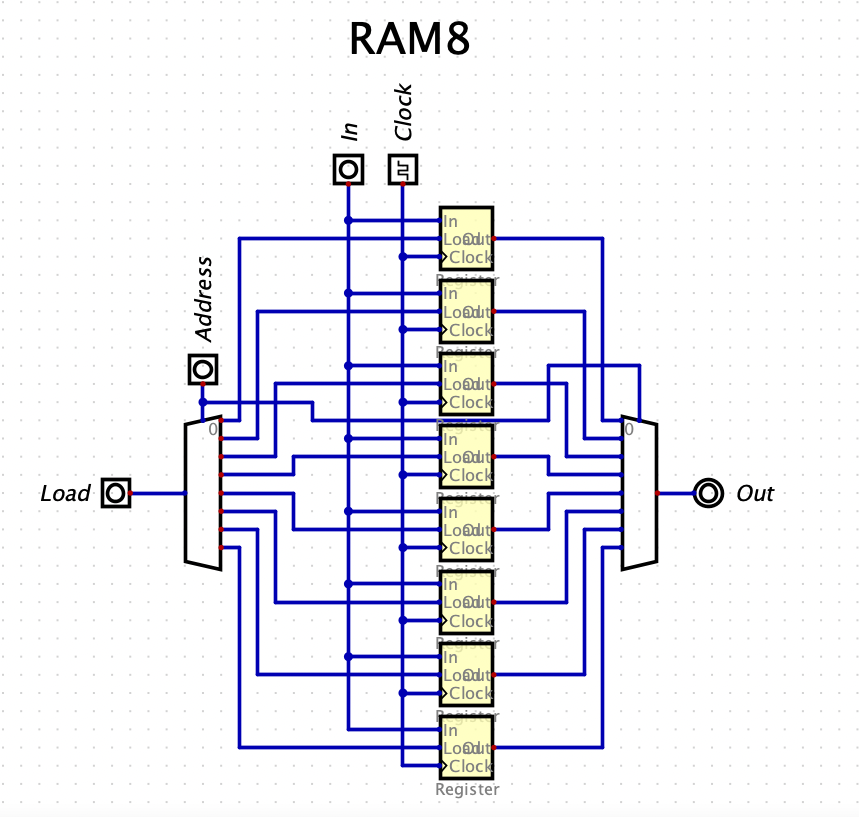 RAM8
In
Clock
Address
Load
Out
0
0
In
Load
Out
Clock
Register
In
Load
Out
Clock
Register
In
Load
Out
Clock
Register
In
Load
Out
Clock
Register
In
Load
Out
Clock
Register
In
Load
Out
Clock
Register
In
Load
Out
Clock
Register
In
Load
Out
Clock
Register